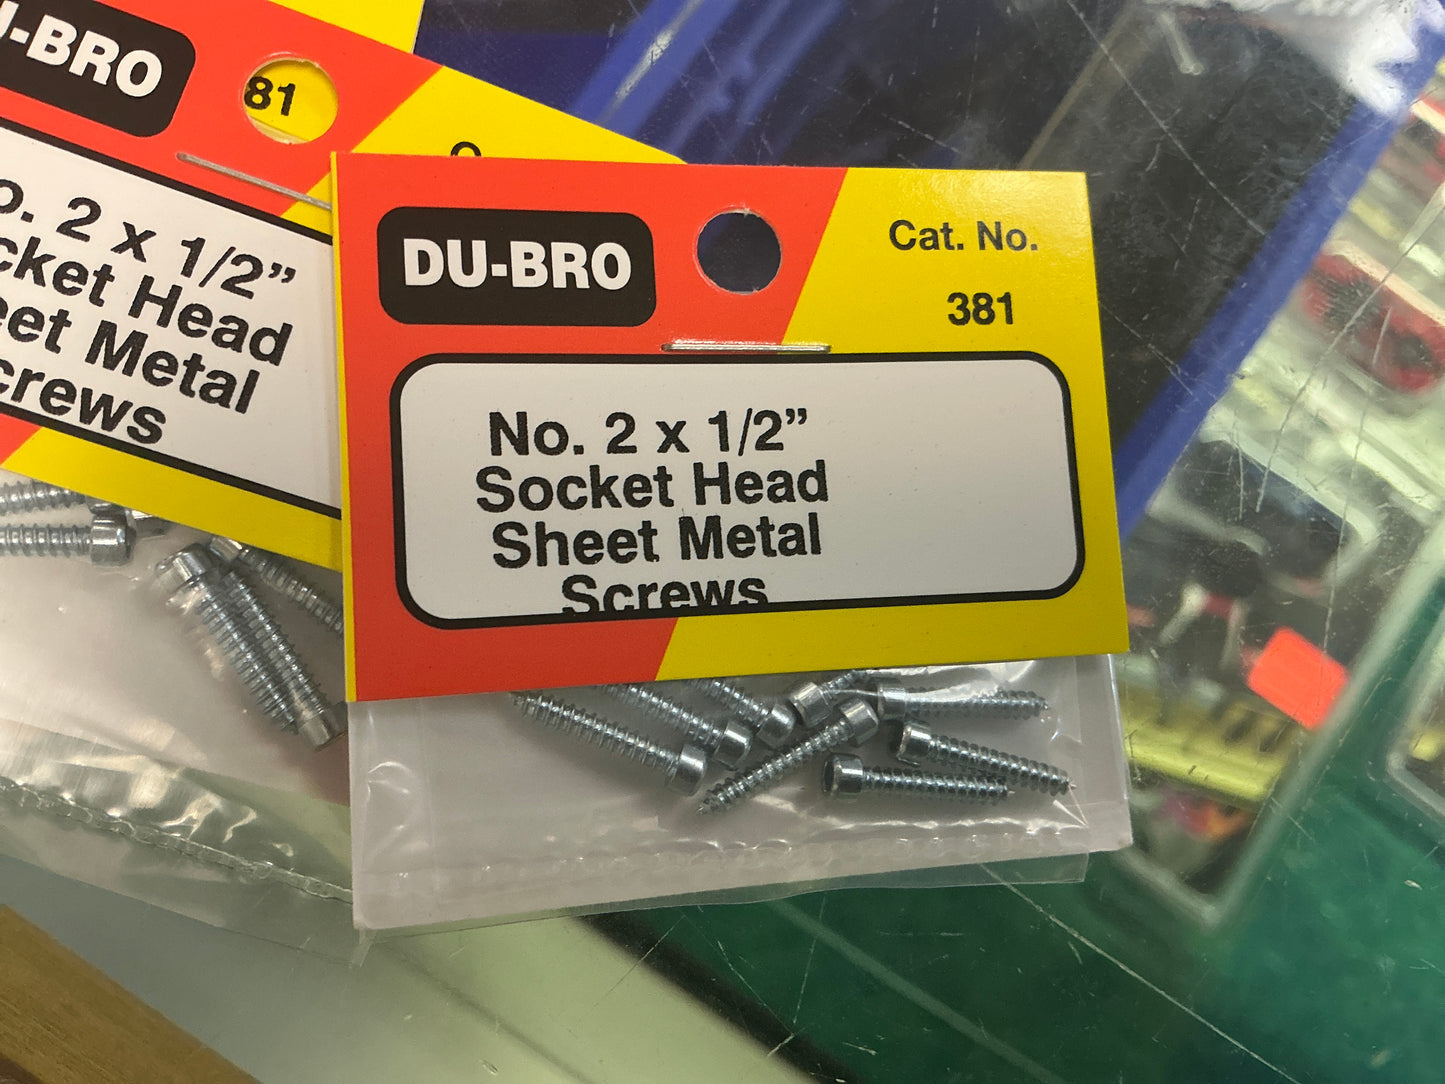 U-BRO
81
o. 2 x 1/2”
cket Head
eet Metal
crews
DU-BRO
Cat. No.
381
No. 2 x 1/2”
Socket Head
Sheet Metal
Screws